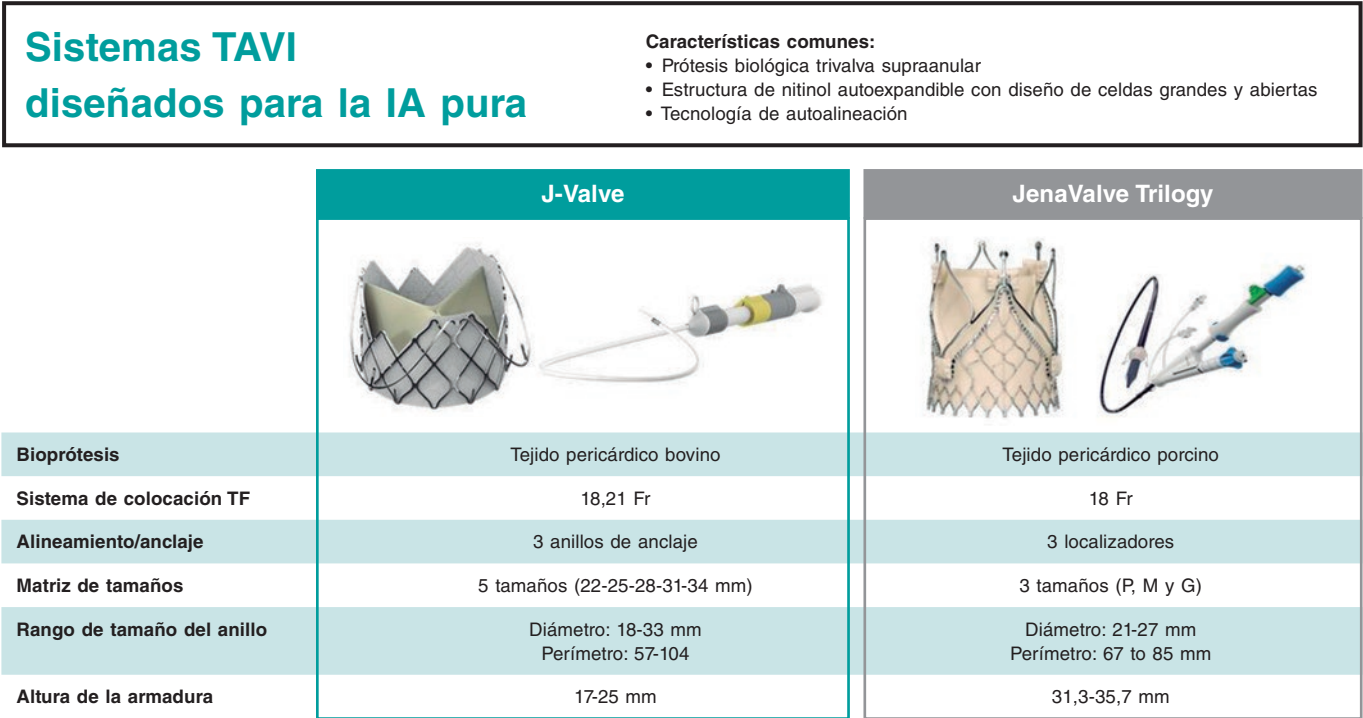 Sistemas TAVI
diseñados para la IA pura
Características comunes:
• Prótesis biológica trivalva supraanular
• Estructura de nitinol autoexpandible con diseño de celdas grandes y abiertas
• Tecnología de autoalineación
J-Valve
JenaValve Trilogy
Bioprótesis
Tejido pericárdico bovino
Tejido pericárdico porcino
Sistema de colocación TF
18,21 Fr
18 Fr
Alineamiento/anclaje
3 anillos de anclaje
3 localizadores
Matriz de tamaños
5 tamaños (22-25-28-31-34 mm)
3 tamaños (P, M y G)
Rango de tamaño del anillo
Diámetro: 18-33 mm
Perímetro: 57-104
Diámetro: 21-27 mm
Perímetro: 67 to 85 mm
Altura de la armadura
17-25 mm
31,3-35,7 mm